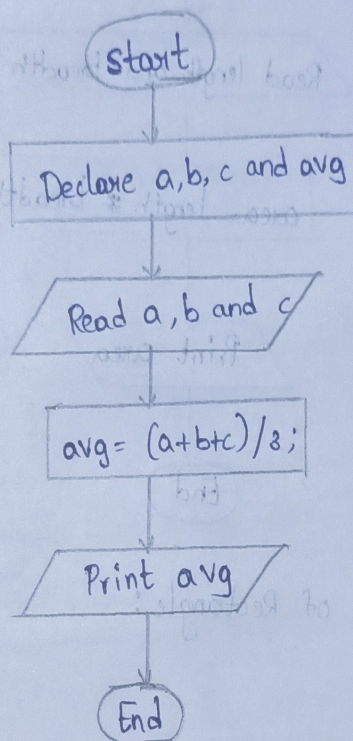 start
Declare a, b, c and avg
Read a, b and c
avg = (a+b+c)/3;
Print avg
End